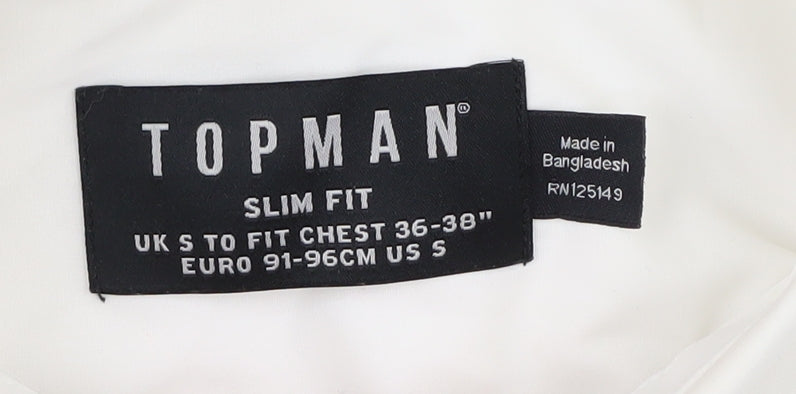 TOPMAN®
SLIM FIT
UK S TO FIT CHEST 36-38"
EURO 91-96CM US S
Made in
Bangladesh
RN125149